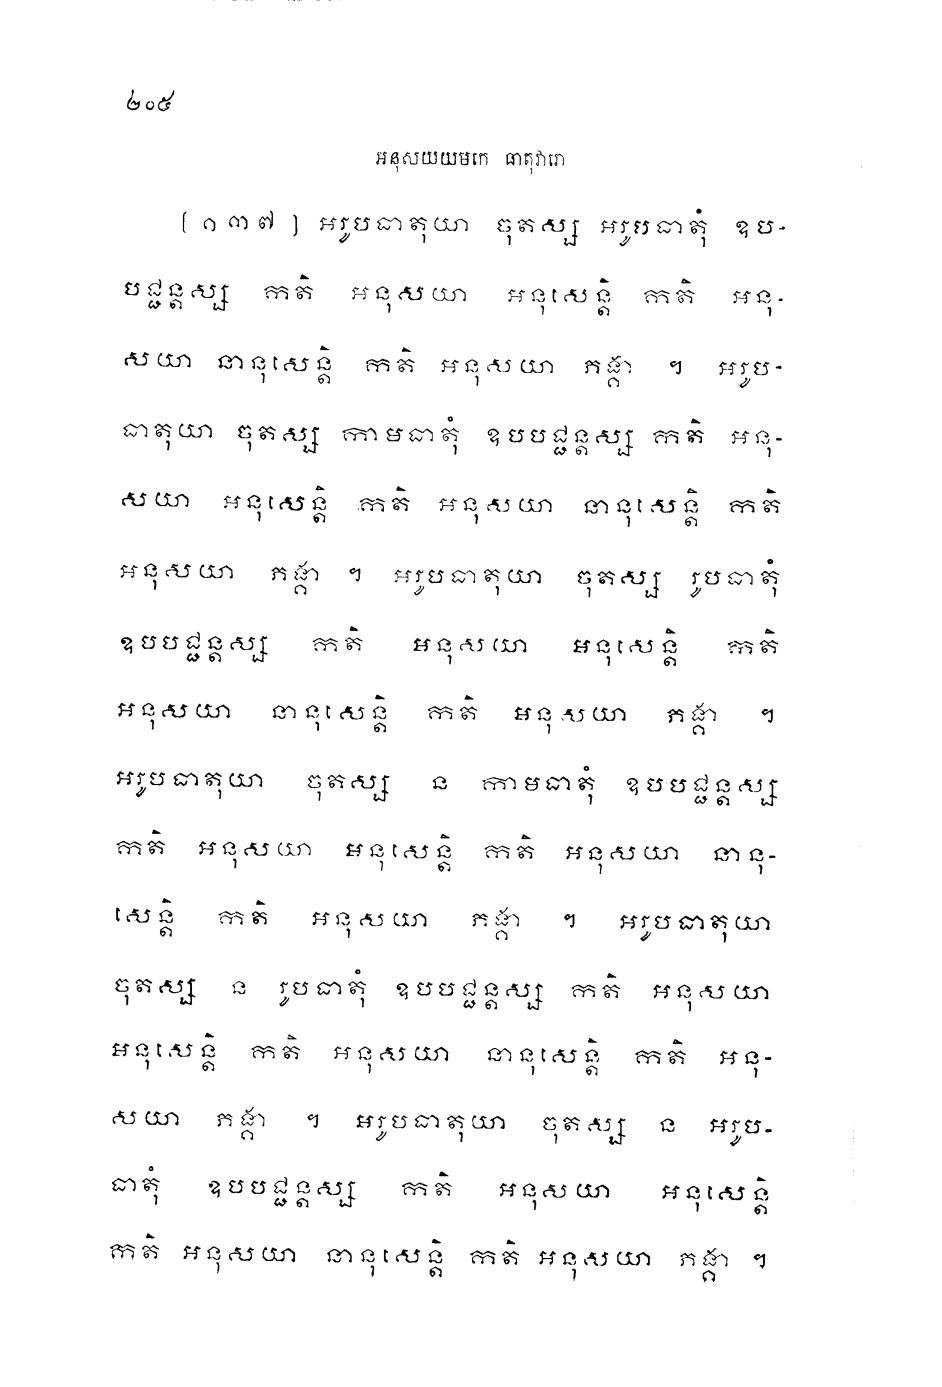 ២០៥
អនុសយយមកេ ធាតុវារោ
[១៣៧] អរូបធាតុយា ចុតស្ស អរូបធាតុំ ឧប-
បជ្ជន្តស្ស កតិ អនុសយា អនុសេន្តិ កតិ អនុ-
សយា នានុសេន្តិ កតិ អនុសយា ភង្គា ។ អរូប-
ធាតុយា ចុតស្ស កាមធាតុំ ឧបបជ្ជន្តស្ស កតិ អនុ-
សយា អនុសេន្តិ កតិ អនុសយា នានុសេន្តិ កតិ
អនុសយា ភង្គា ។ អរូបធាតុយា ចុតស្ស រូបធាតុំ
ឧបបជ្ជន្តស្ស កតិ អនុសយា អនុសេន្តិ កតិ
អនុសយា នានុសេន្តិ កតិ អនុសយា ភង្គា ។
អរូបធាតុយា ចុតស្ស ន កាមធាតុំ ឧបបជ្ជន្តស្ស
កតិ អនុសយា អនុសេន្តិ កតិ អនុសយា នានុ-
សេន្តិ កតិ អនុសយា ភង្គា ។ អរូបធាតុយា
ចុតស្ស ន រូបធាតុំ ឧបបជ្ជន្តស្ស កតិ អនុសយា
អនុសេន្តិ កតិ អនុសយា នានុសេន្តិ កតិ អនុ-
សយា ភង្គា ។ អរូបធាតុយា ចុតស្ស ន អរូប-
ធាតុំ ឧបបជ្ជន្តស្ស កតិ អនុសយា អនុសេន្តិ
កតិ អនុសយា នានុសេន្តិ កតិ អនុសយា ភង្គា ។